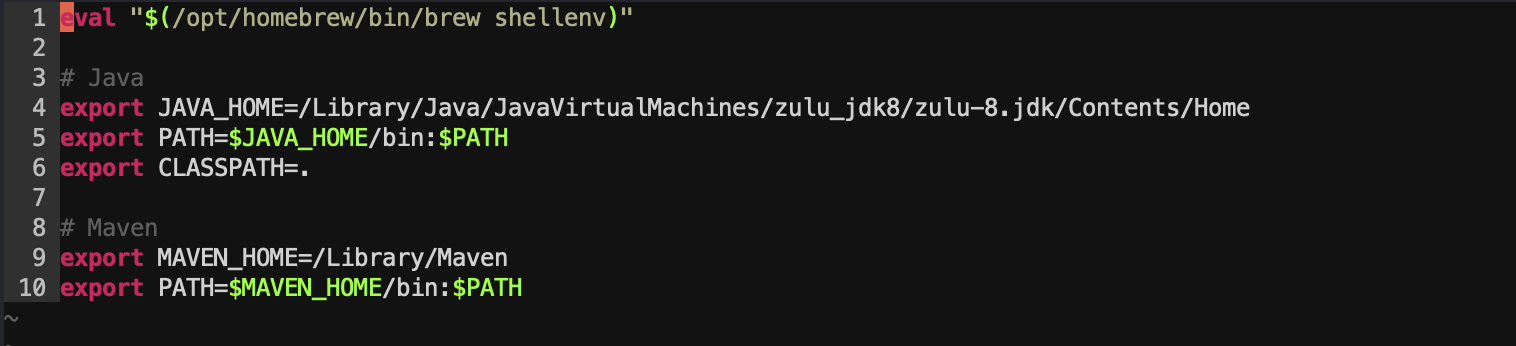 1 eval "$(/opt/homebrew/bin/brew shellenv)"
2
3 # Java
4 export JAVA_HOME=/Library/Java/JavaVirtualMachines/zulu_jdk8/zulu-8.jdk/Contents/Home
5 export PATH=$JAVA_HOME/bin:$PATH
6 export CLASSPATH=.
7
8 # Maven
9 export MAVEN_HOME=/Library/Maven
10 export PATH=$MAVEN_HOME/bin:$PATH
~